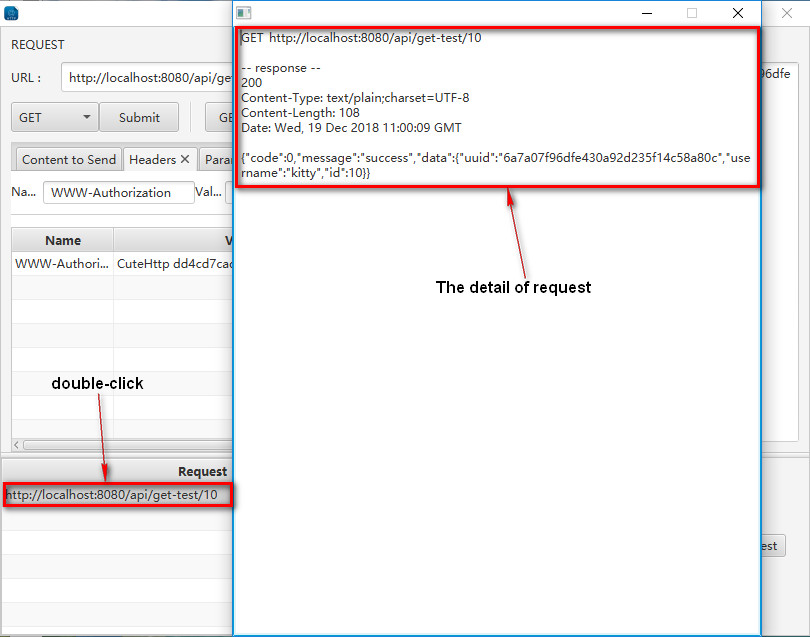 REQUEST
URL :
http://localhost:8080/api/ge
GET
Submit
GE
Content to Send
Headers
Para
Na...
WWW-Authorization
Val...
Name
V
WWW-Authori...
CuteHttp dd4cd7cac
double-click
Request
http://localhost:8080/api/get-test/10
GET http://localhost:8080/api/get-test/10
-- response --
200
Content-Type: text/plain;charset=UTF-8
Content-Length: 108
Date: Wed, 19 Dec 2018 11:00:09 GMT
{"code":0,"message":"success","data":{"uuid":"6a7a07f96dfe430a92d235f14c58a80c","use
rname":"kitty","id":10}}
The detail of request
96dfe
est